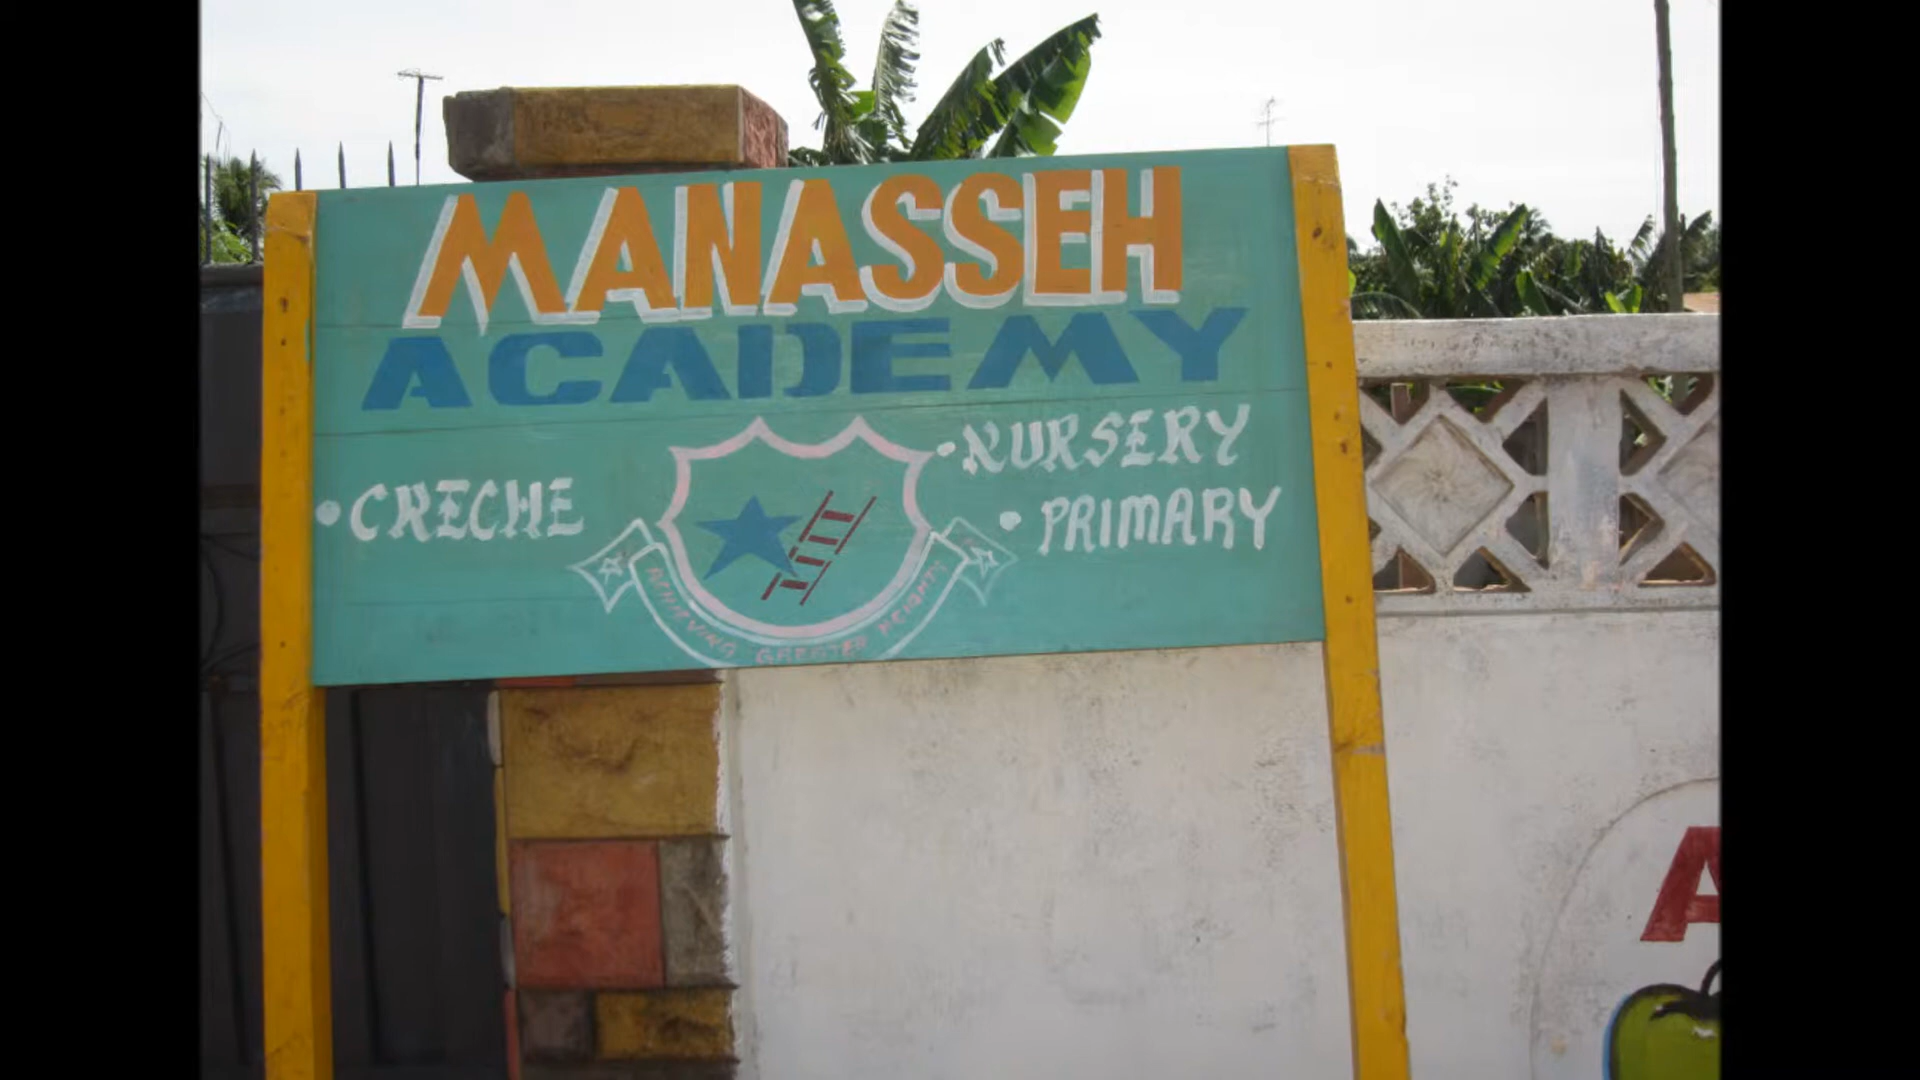 MANASSEH
ACADEMY
•CRECHE
•NURSERY
•PRIMARY
ACHIEVING GREATER HEIGHTS
A